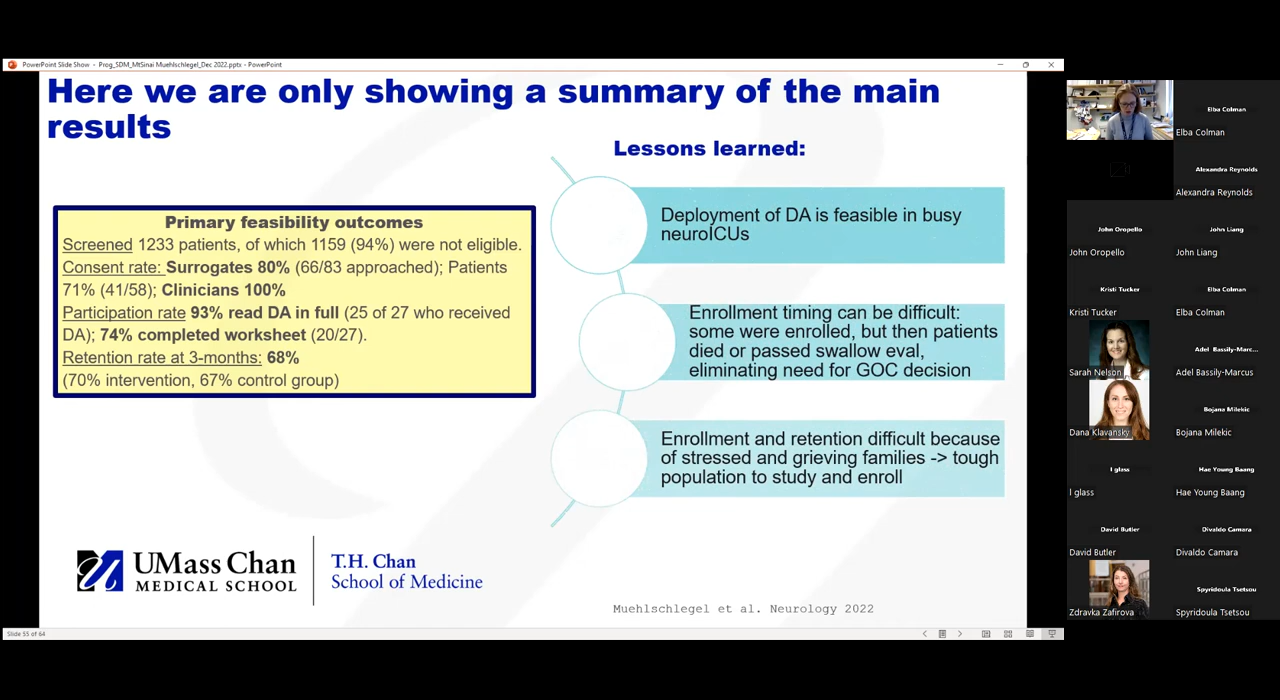 PowerPoint Slide Show - Prog_SDM_MtSinai Muehlschlegel_Dec 2022.pptx - PowerPoint
Here we are only showing a summary of the main
results
Primary feasibility outcomes
Screened 1233 patients, of which 1159 (94%) were not eligible.
Consent rate: Surrogates 80% (66/83 approached); Patients
71% (41/58); Clinicians 100%
Participation rate 93% read DA in full (25 of 27 who received
DA); 74% completed worksheet (20/27).
Retention rate at 3-months: 68%
(70% intervention, 67% control group)
Lessons learned:
Deployment of DA is feasible in busy
neuroICUs
Enrollment timing can be difficult:
some were enrolled, but then patients
died or passed swallow eval,
eliminating need for GOC decision
Enrollment and retention difficult because
of stressed and grieving families -> tough
population to study and enroll
UMass Chan
MEDICAL SCHOOL
T.H. Chan
School of Medicine
Muehlschlegel et al. Neurology 2022
Slide 55 of 64
Elba Colman
Elba Colman
Alexandra Reynolds
Alexandra Reynolds
John Oropello
John Oropello
John Liang
John Liang
Kristi Tucker
Kristi Tucker
Elba Colman
Elba Colman
Sarah Nelson
Adel Bassily-Marc...
Adel Bassily-Marcus
Dana Klavansky
Bojana Milekic
Bojana Milekic
l glass
l glass
Hae Young Baang
Hae Young Baang
David Butler
David Butler
Divaldo Camara
Divaldo Camara
Zdravka Zafirova
Spyridoula Tsetsou
Spyridoula Tsetsou